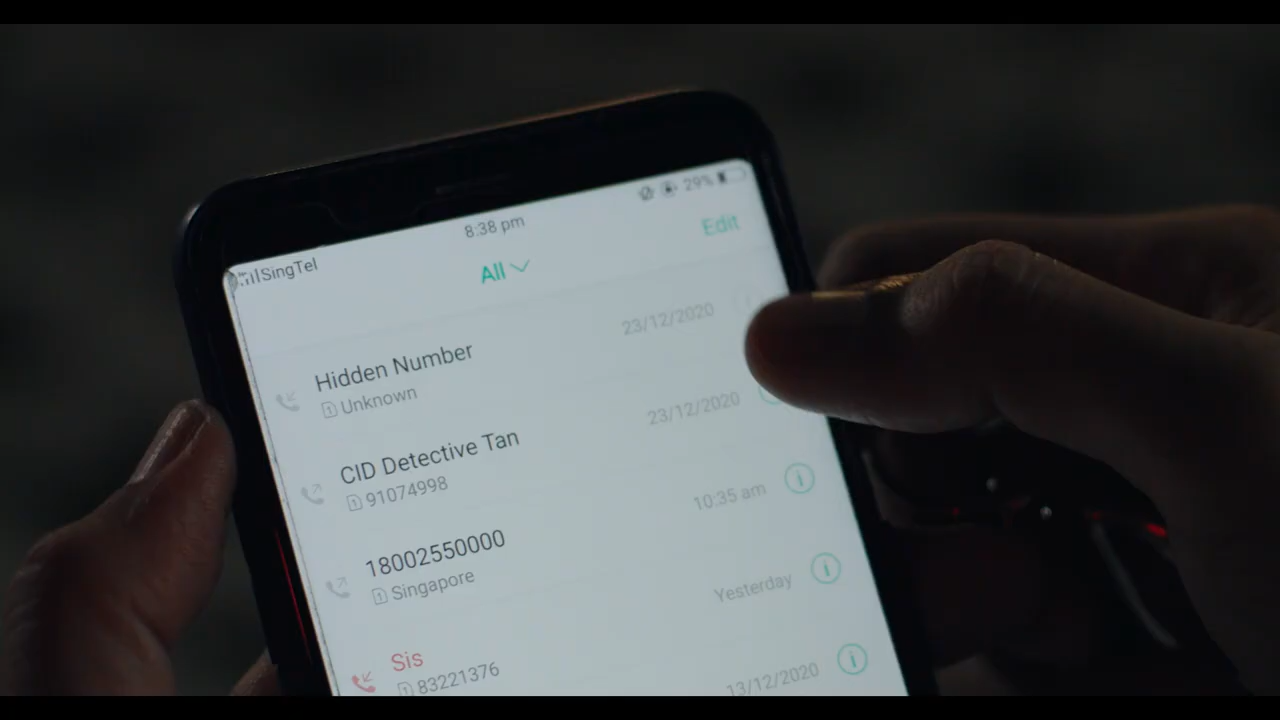 SingTel
8:38 pm
29%
All
Edit
Hidden Number
Unknown
23/12/2020
CID Detective Tan
91074998
23/12/2020
18002550000
Singapore
10:35 am
Sis
83221376
Yesterday
13/12/2020